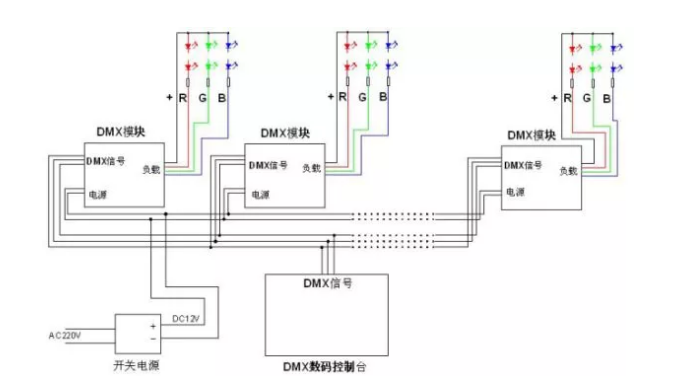 + R G B
+ R G B
+ R G B
DMX模块
DMX模块
DMX模块
DMX信号
负载
电源
DMX信号
负载
电源
DMX信号
负载
电源
DMX信号
DMX数码控制台
DC12V
AC220V
+
−
开关电源